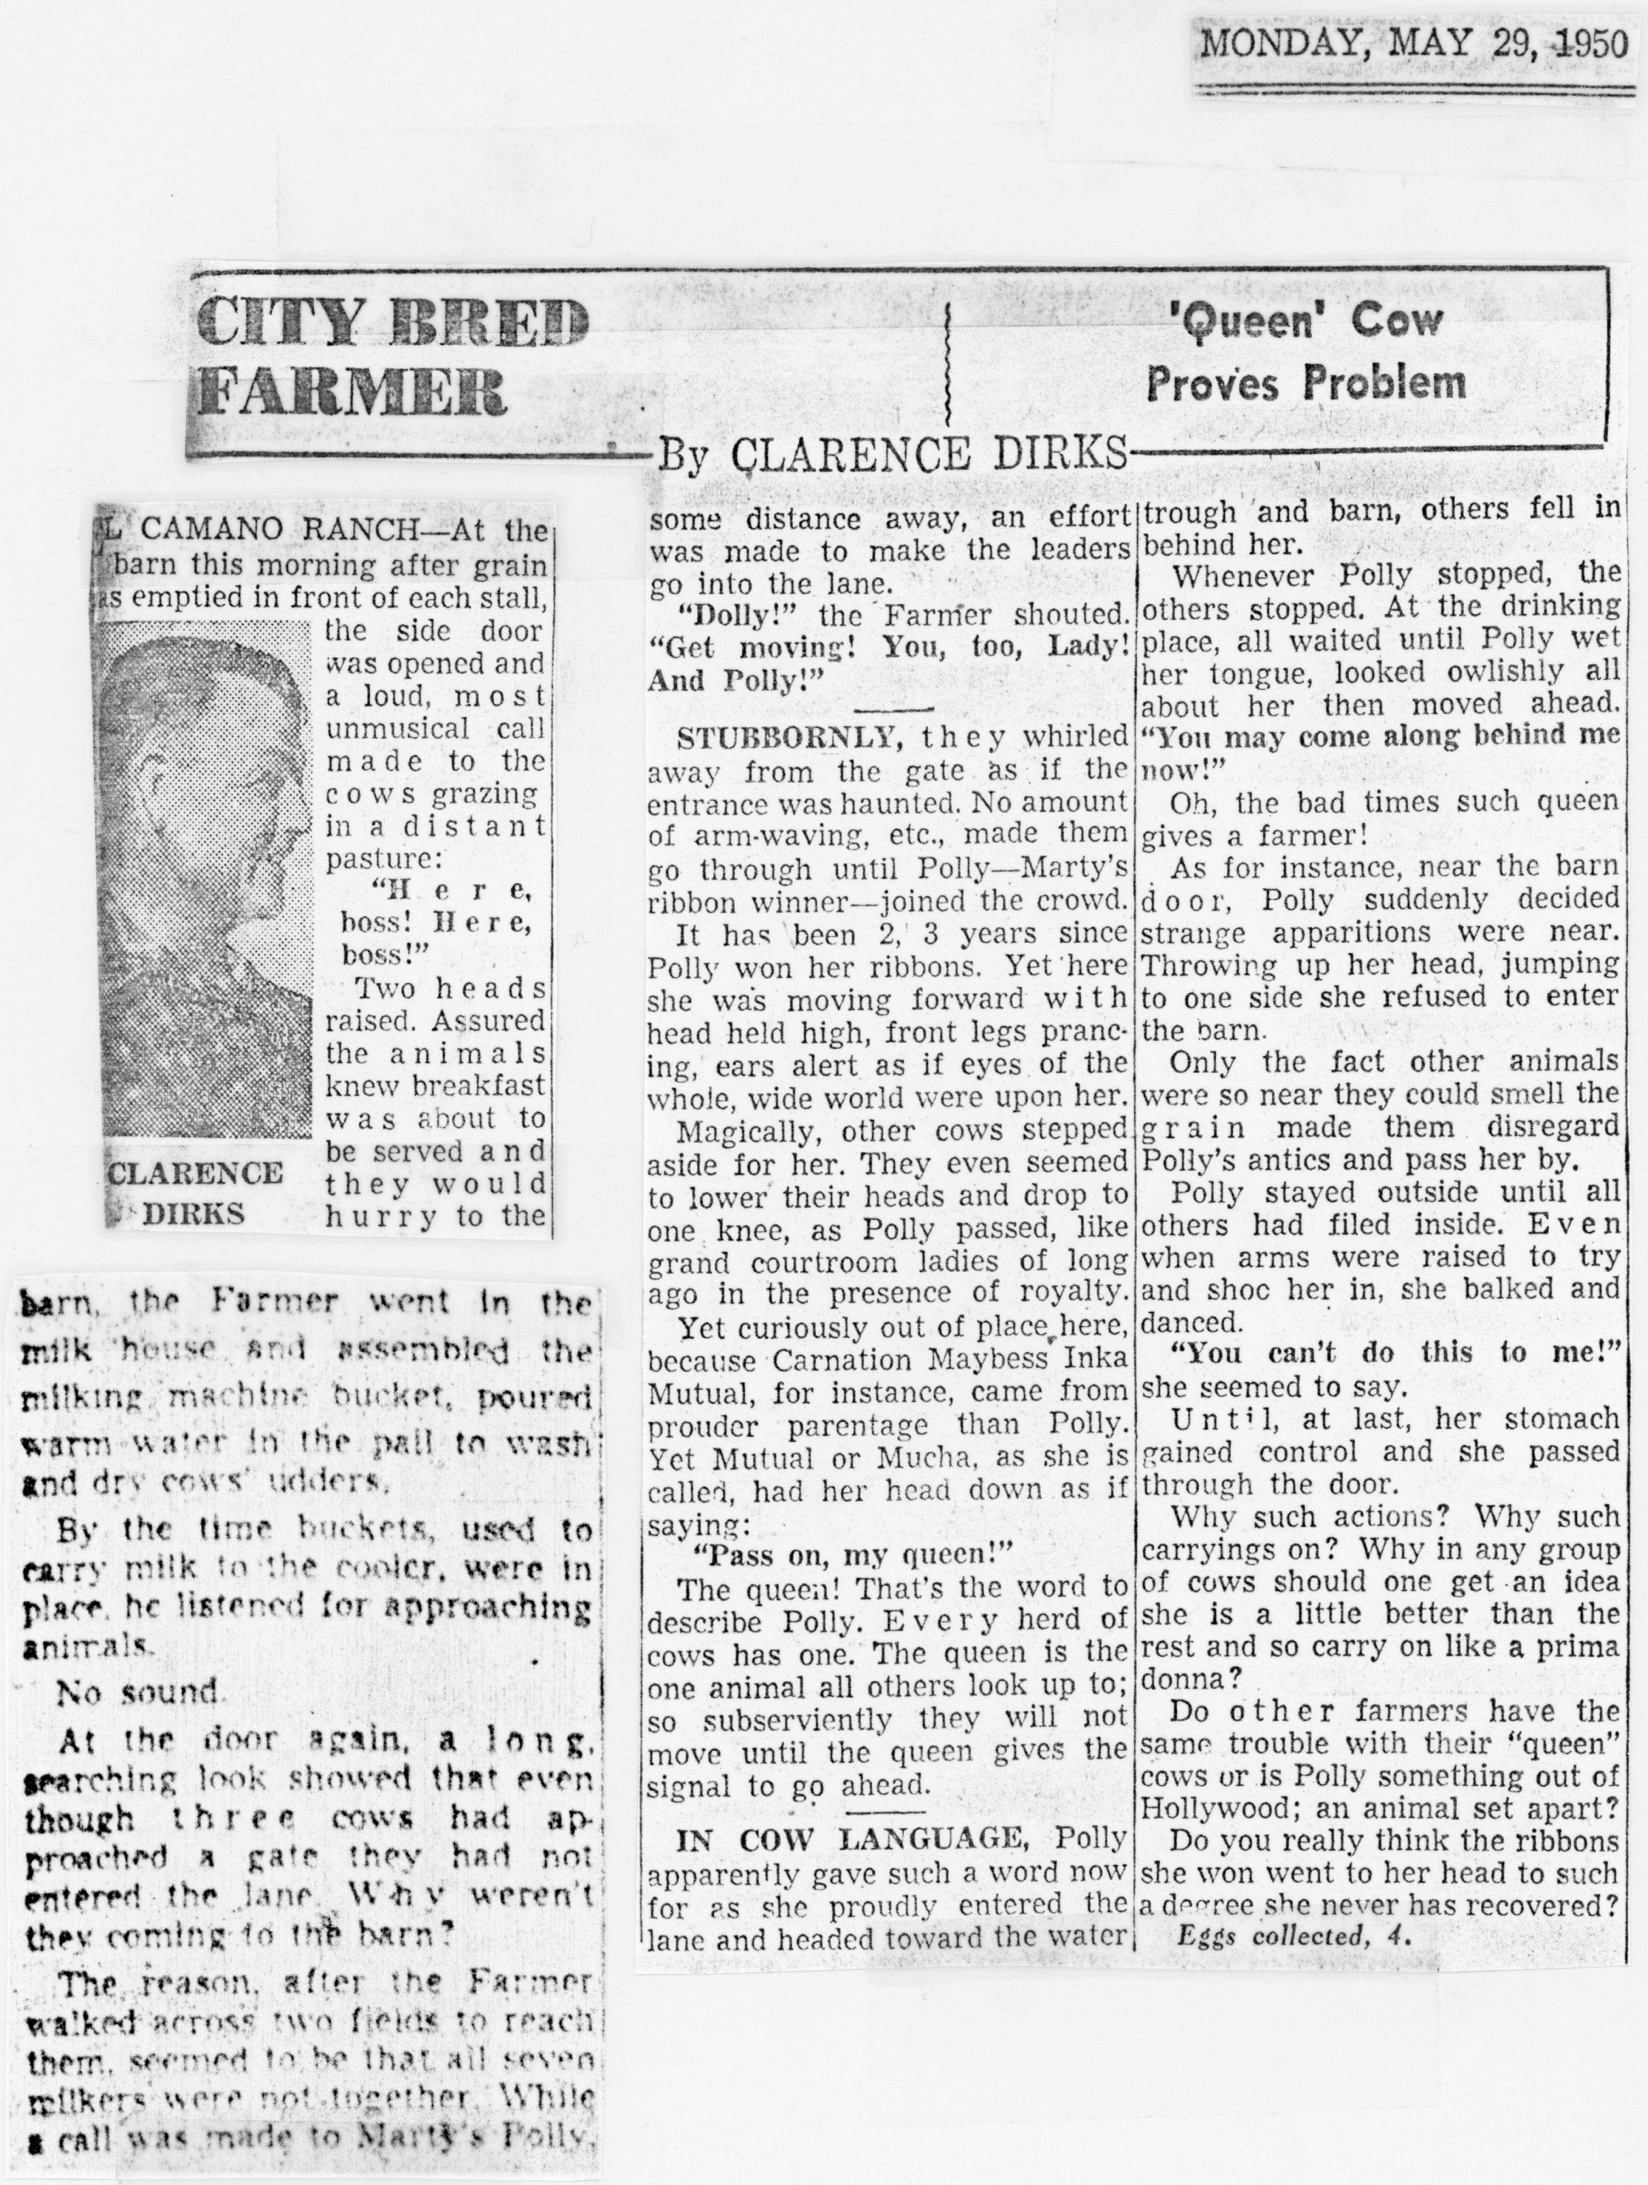 MONDAY, MAY 29, 1950
CITY BRED
FARMER
'Queen' Cow
Proves Problem
By CLARENCE DIRKS
L CAMANO RANCH—At the
barn this morning after grain
as emptied in front of each stall,
the side door
was opened and
a loud, most
unmusical call
made to the
cows grazing
in a distant
pasture:
"Here,
boss! Here,
boss!"
Two heads
raised. Assured
the animals
knew breakfast
was about to
be served and
they would
hurry to the
CLARENCE
DIRKS
barn, the Farmer went in the
milk house and assembled the
milking machine bucket, poured
warm water in the pail to wash
and dry cows' udders.
By the time buckets, used to
carry milk to the cooler, were in
place, he listened for approaching
animals.
No sound.
At the door again, a long,
searching look showed that even
though three cows had ap-
proached a gate they had not
entered the lane. Why weren't
they coming to the barn?
The reason, after the Farmer
walked across two fields to reach
them, seemed to be that all seven
milkers were not together. While
a call was made to Marty's Polly,
some distance away, an effort
was made to make the leaders
go into the lane.
"Dolly!" the Farmer shouted.
"Get moving! You, too, Lady!
And Polly!"
STUBBORNLY, they whirled
away from the gate as if the
entrance was haunted. No amount
of arm-waving, etc., made them
go through until Polly—Marty's
ribbon winner—joined the crowd.
It has been 2, 3 years since
Polly won her ribbons. Yet here
she was moving forward with
head held high, front legs pranc-
ing, ears alert as if eyes of the
whole, wide world were upon her.
Magically, other cows stepped
aside for her. They even seemed
to lower their heads and drop to
one knee, as Polly passed, like
grand courtroom ladies of long
ago in the presence of royalty.
Yet curiously out of place here,
because Carnation Maybess Inka
Mutual, for instance, came from
prouder parentage than Polly.
Yet Mutual or Mucha, as she is
called, had her head down as if
saying:
"Pass on, my queen!"
The queen! That's the word to
describe Polly. Every herd of
cows has one. The queen is the
one animal all others look up to;
so subserviently they will not
move until the queen gives the
signal to go ahead.
IN COW LANGUAGE, Polly
apparently gave such a word now
for as she proudly entered the
lane and headed toward the water
trough and barn, others fell in
behind her.
Whenever Polly stopped, the
others stopped. At the drinking
place, all waited until Polly wet
her tongue, looked owlishly all
about her then moved ahead.
"You may come along behind me
now!"
Oh, the bad times such queen
gives a farmer!
As for instance, near the barn
door, Polly suddenly decided
strange apparitions were near.
Throwing up her head, jumping
to one side she refused to enter
the barn.
Only the fact other animals
were so near they could smell the
grain made them disregard
Polly's antics and pass her by.
Polly stayed outside until all
others had filed inside. Even
when arms were raised to try
and shoo her in, she balked and
danced.
"You can't do this to me!"
she seemed to say.
Until, at last, her stomach
gained control and she passed
through the door.
Why such actions? Why such
carryings on? Why in any group
of cows should one get an idea
she is a little better than the
rest and so carry on like a prima
donna?
Do other farmers have the
same trouble with their "queen"
cows or is Polly something out of
Hollywood; an animal set apart?
Do you really think the ribbons
she won went to her head to such
a degree she never has recovered?
Eggs collected, 4.